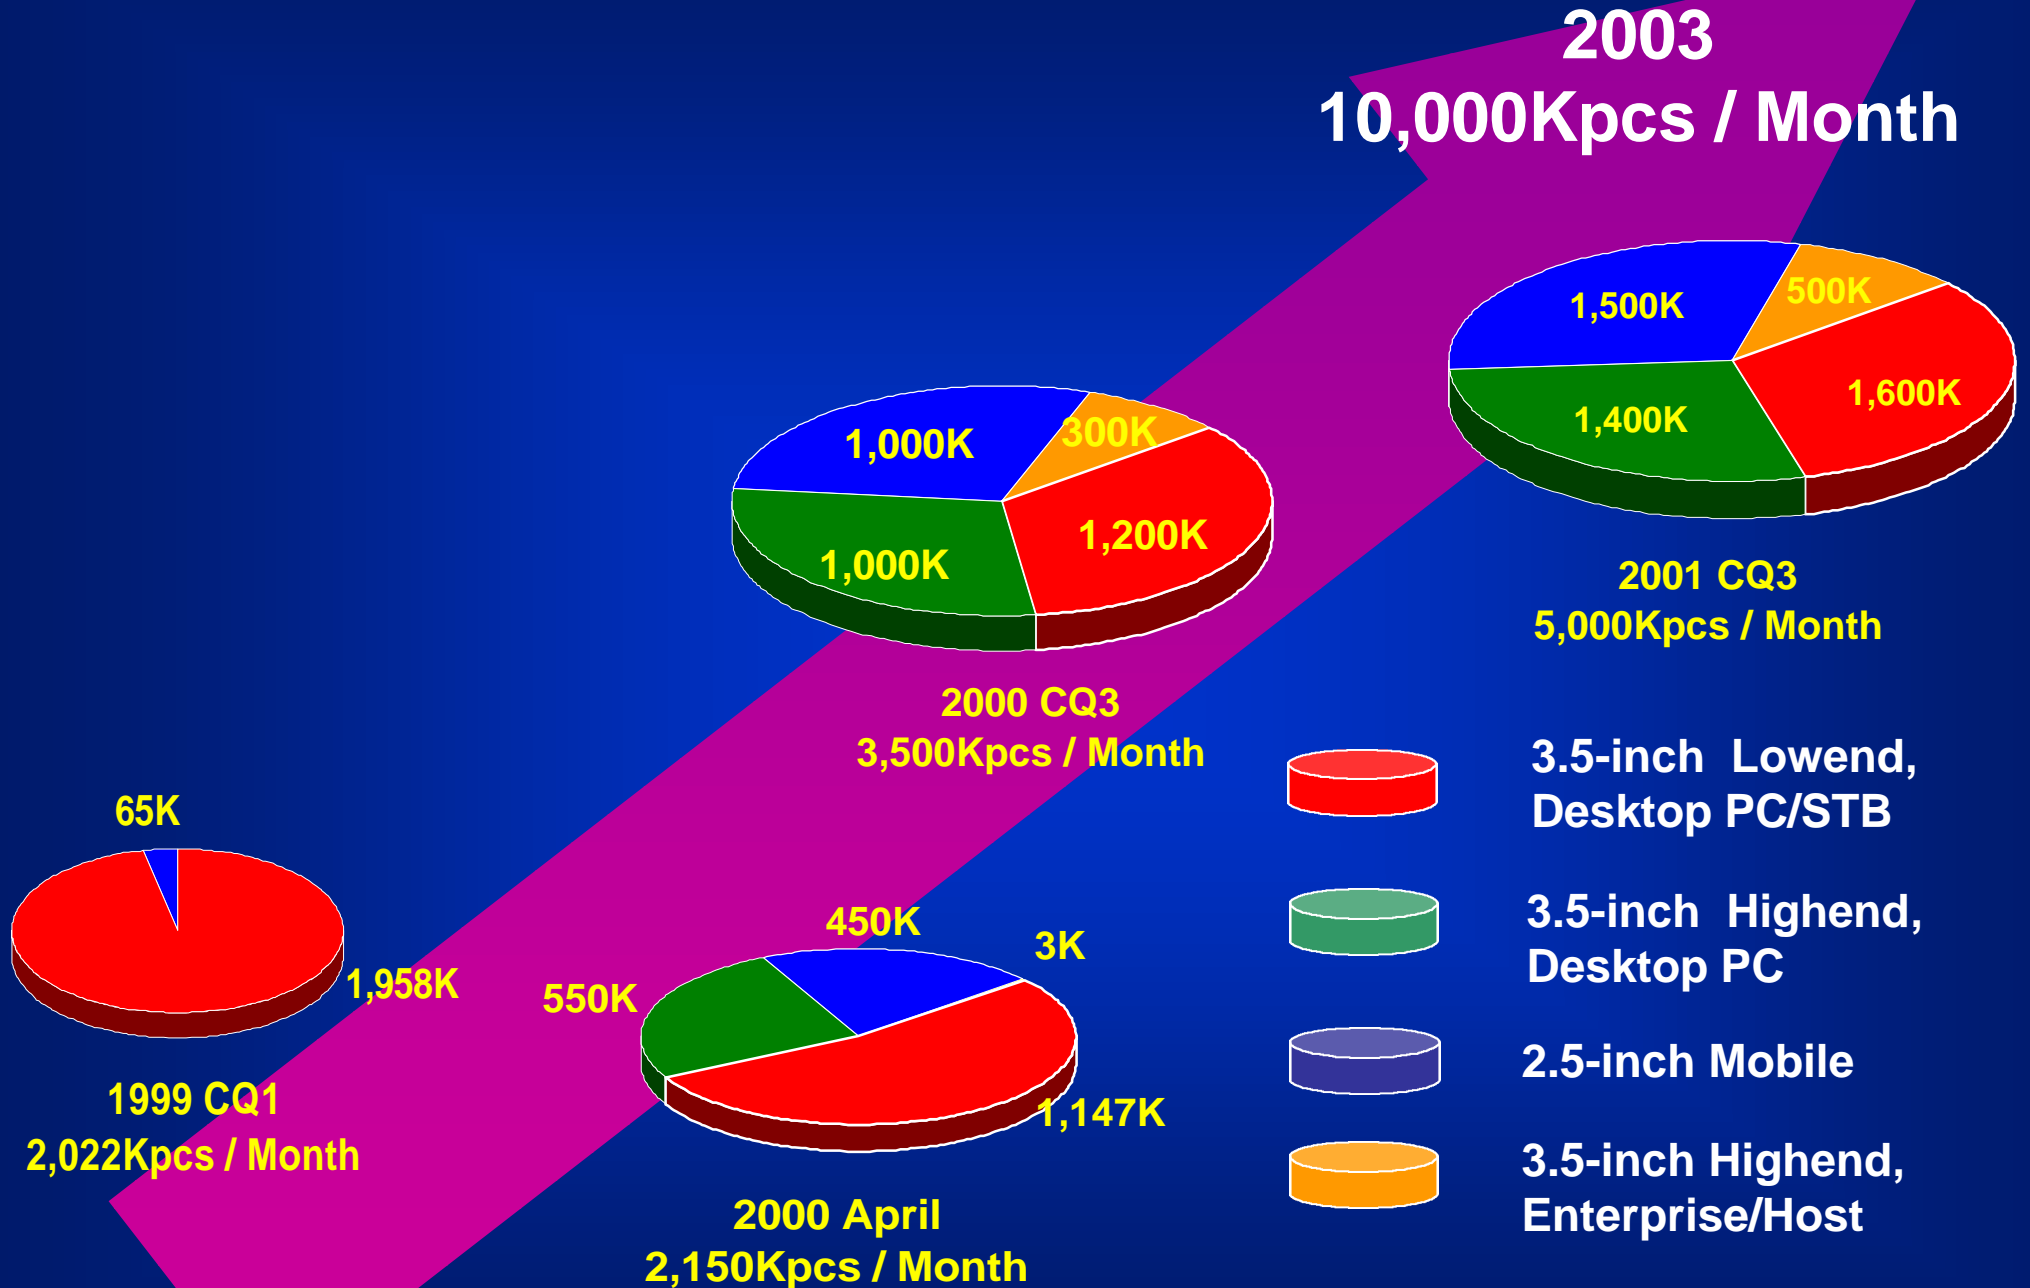 2003
10,000Kpcs / Month
1,500K
500K
1,600K
1,400K
2001 CQ3
5,000Kpcs / Month
1,000K
300K
1,200K
1,000K
2000 CQ3
3,500Kpcs / Month
65K
1,958K
1999 CQ1
2,022Kpcs / Month
450K
3K
550K
1,147K
2000 April
2,150Kpcs / Month
3.5-inch Lowend,
Desktop PC/STB
3.5-inch Highend,
Desktop PC
2.5-inch Mobile
3.5-inch Highend,
Enterprise/Host